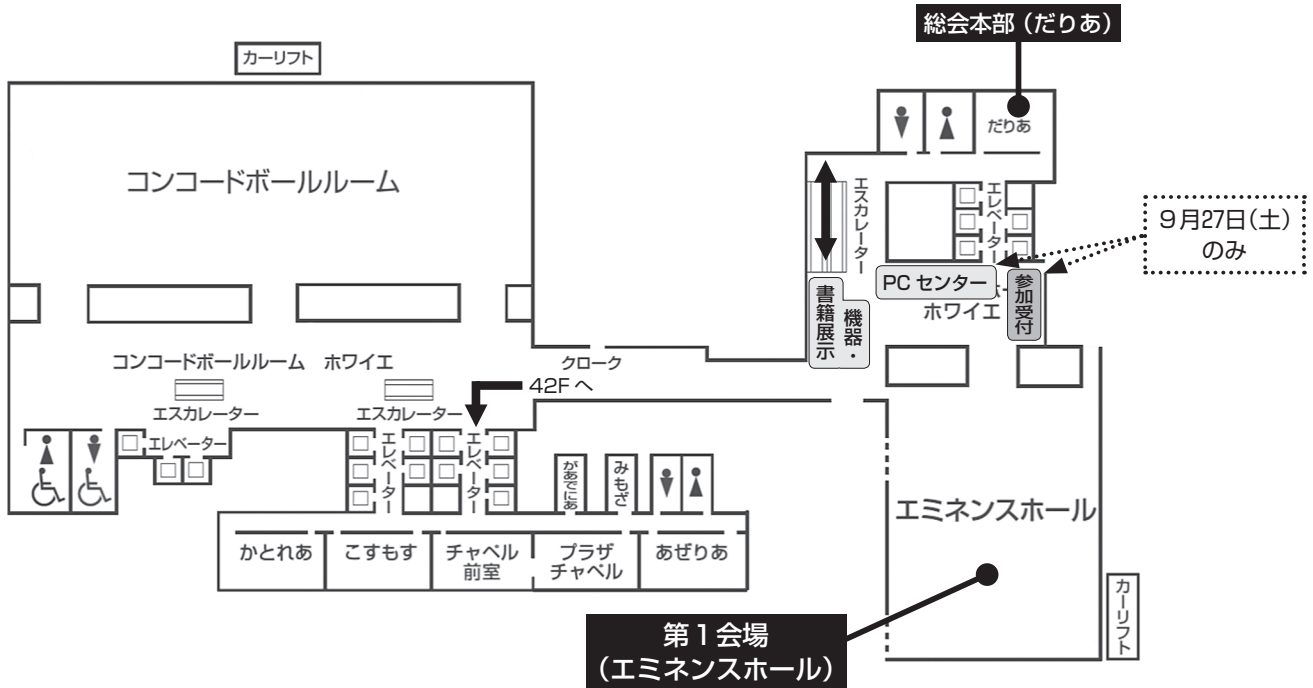 総会本部（だりあ）
カーリフト
だりあ
コンコードボールルーム
エスカレーター
エレベーター
9月27日（土）
のみ
PC センター
参加受付
ホワイエ
機器・
書籍展示
コンコードボールルーム　ホワイエ
クローク
42F へ
エスカレーター
エスカレーター
エレベーター
エレベーター
エレベーター
があでにあ
みもざ
エミネンスホール
かとれあ
こすもす
チャペル
前室
プラザ
チャペル
あぜりあ
カーリフト
第1会場
（エミネンスホール）